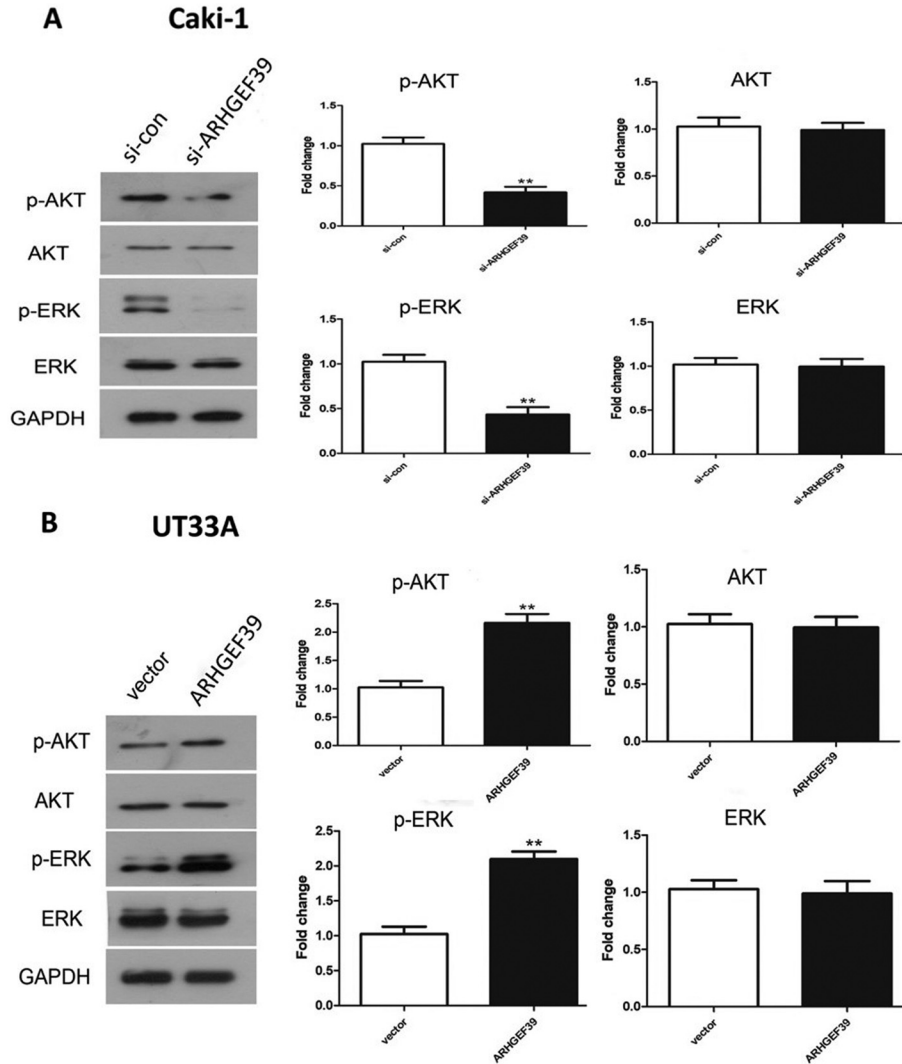 A Caki-1
si-con si-ARHGEF39
p-AKT
AKT
p-ERK
ERK
GAPDH
p-AKT
Fold change
1.5
1.0
0.5
0.0
**
si-con si-ARHGEF39
AKT
Fold change
1.5
1.0
0.5
0.0
si-con si-ARHGEF39
p-ERK
Fold change
1.5
1.0
0.5
0.0
**
si-con si-ARHGEF39
ERK
Fold change
1.5
1.0
0.5
0.0
si-con si-ARHGEF39
B UT33A
vector ARHGEF39
p-AKT
AKT
p-ERK
ERK
GAPDH
p-AKT
Fold change
2.5
2.0
1.5
1.0
0.5
0.0
**
vector ARHGEF39
AKT
Fold change
1.5
1.0
0.5
0.0
vector ARHGEF39
p-ERK
Fold change
2.5
2.0
1.5
1.0
0.5
0.0
**
vector ARHGEF39
ERK
Fold change
1.5
1.0
0.5
0.0
vector ARHGEF39